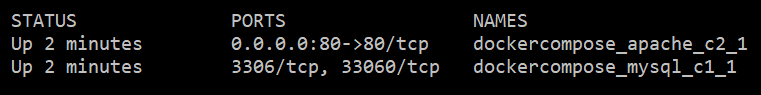 STATUS PORTS NAMES
Up 2 minutes 0.0.0.0:80->80/tcp dockercompose_apache_c2_1
Up 2 minutes 3306/tcp, 33060/tcp dockercompose_mysql_c1_1